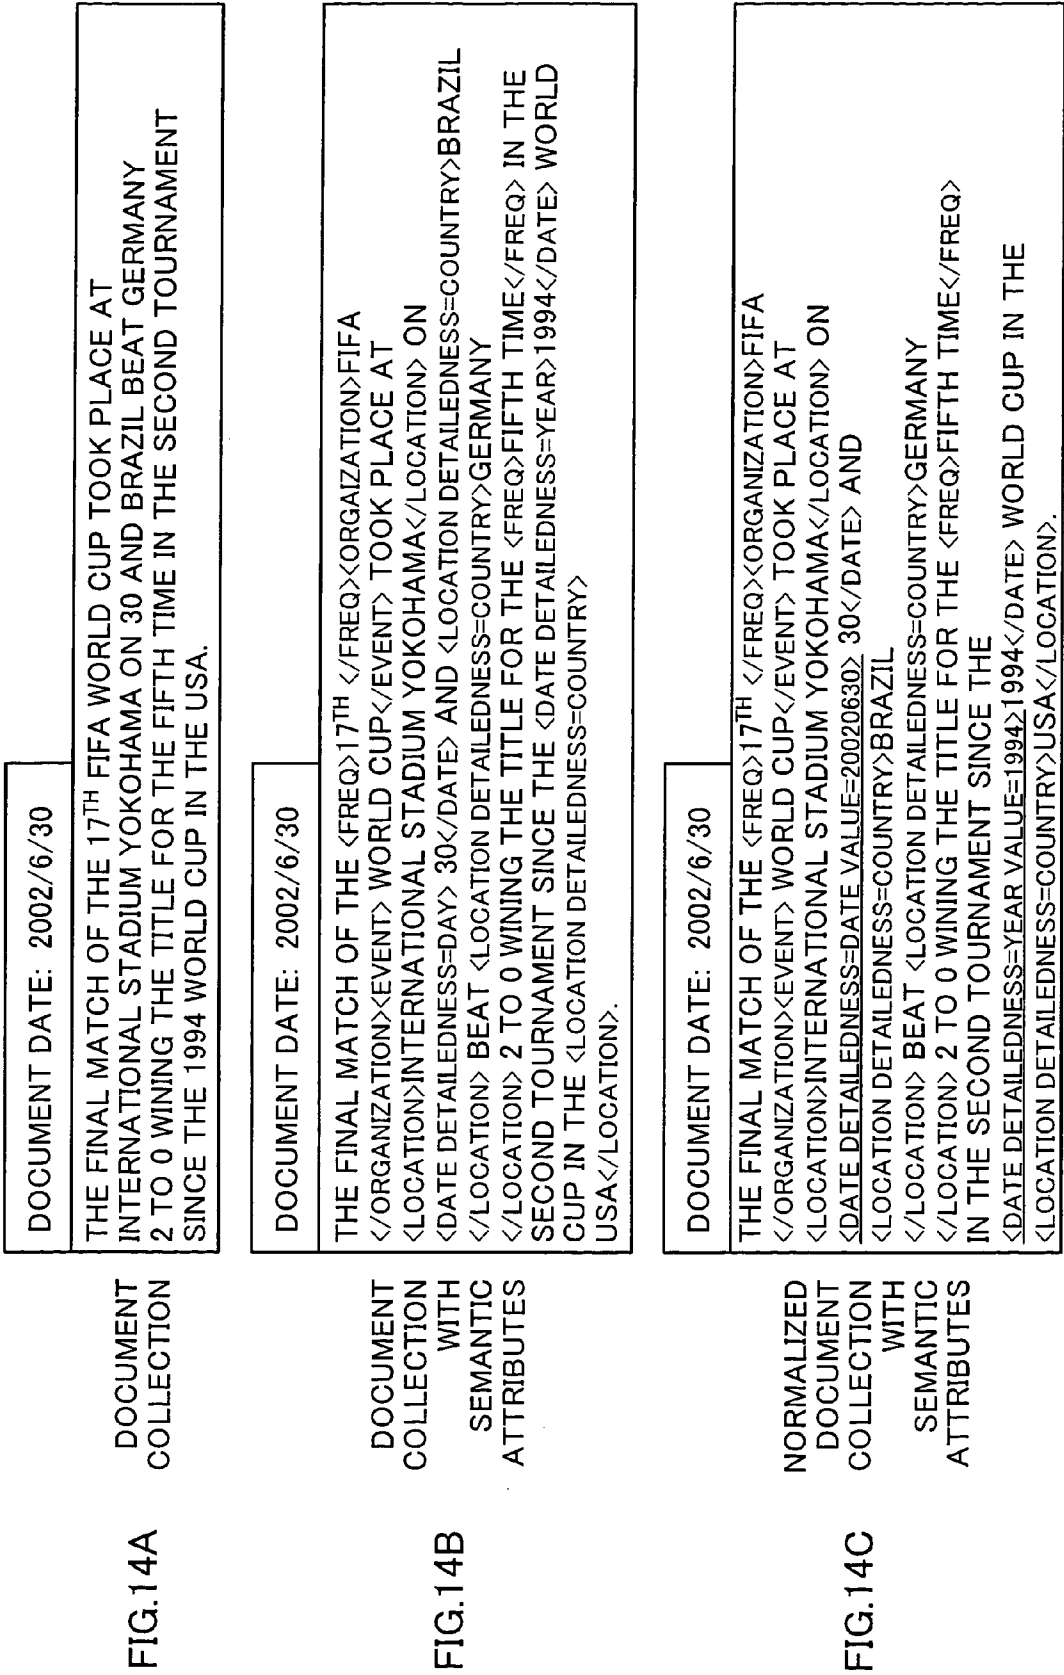 FIG.14A
DOCUMENT
COLLECTION
DOCUMENT DATE: 2002/6/30
THE FINAL MATCH OF THE 17TH FIFA WORLD CUP TOOK PLACE AT
INTERNATIONAL STADIUM YOKOHAMA ON 30 AND BRAZIL BEAT GERMANY
2 TO 0 WINING THE TITLE FOR THE FIFTH TIME IN THE SECOND TOURNAMENT
SINCE THE 1994 WORLD CUP IN THE USA.
FIG.14B
DOCUMENT
COLLECTION
WITH
SEMANTIC
ATTRIBUTES
DOCUMENT DATE: 2002/6/30
THE FINAL MATCH OF THE <FREQ>17TH </FREQ><ORGAIZATION>FIFA
</ORGANIZATION><EVENT> WORLD CUP</EVENT> TOOK PLACE AT
<LOCATION>INTERNATIONAL STADIUM YOKOHAMA</LOCATION> ON
<DATE DETAILEDNESS=DAY> 30</DATE> AND <LOCATION DETAILEDNESS=COUNTRY>BRAZIL
</LOCATION> BEAT <LOCATION DETAILEDNESS=COUNTRY>GERMANY
</LOCATION> 2 TO 0 WINING THE TITLE FOR THE <FREQ>FIFTH TIME</FREQ> IN THE
SECOND TOURNAMENT SINCE THE <DATE DETAILEDNESS=YEAR>1994</DATE> WORLD
CUP IN THE <LOCATION DETAILEDNESS=COUNTRY>
USA</LOCATION>.
FIG.14C
NORMALIZED
DOCUMENT
COLLECTION
WITH
SEMANTIC
ATTRIBUTES
DOCUMENT DATE: 2002/6/30
THE FINAL MATCH OF THE <FREQ>17TH </FREQ><ORGANIZATION>FIFA
</ORGANIZATION><EVENT> WORLD CUP</EVENT> TOOK PLACE AT
<LOCATION>INTERNATIONAL STADIUM YOKOHAMA</LOCATION> ON
<DATE DETAILEDNESS=DATE VALUE=20020630> 30</DATE> AND
<LOCATION DETAILEDNESS=COUNTRY>BRAZIL
</LOCATION> BEAT <LOCATION DETAILEDNESS=COUNTRY>GERMANY
</LOCATION> 2 TO 0 WINING THE TITLE FOR THE <FREQ>FIFTH TIME</FREQ>
IN THE SECOND TOURNAMENT SINCE THE
<DATE DETAILEDNESS=YEAR VALUE=1994>1994</DATE> WORLD CUP IN THE
<LOCATION DETAILEDNESS=COUNTRY>USA</LOCATION>.